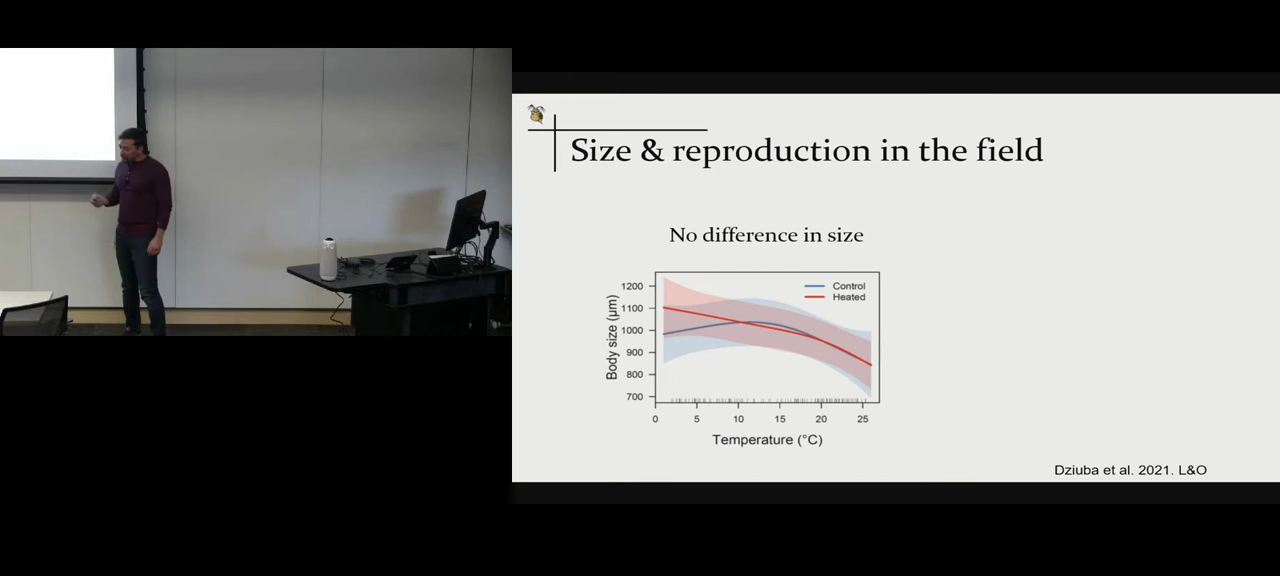 Size & reproduction in the field
No difference in size
Control
Heated
Body size (µm)
1200
1100
1000
900
800
700
0 5 10 15 20 25
Temperature (°C)
Dziuba et al. 2021. L&O